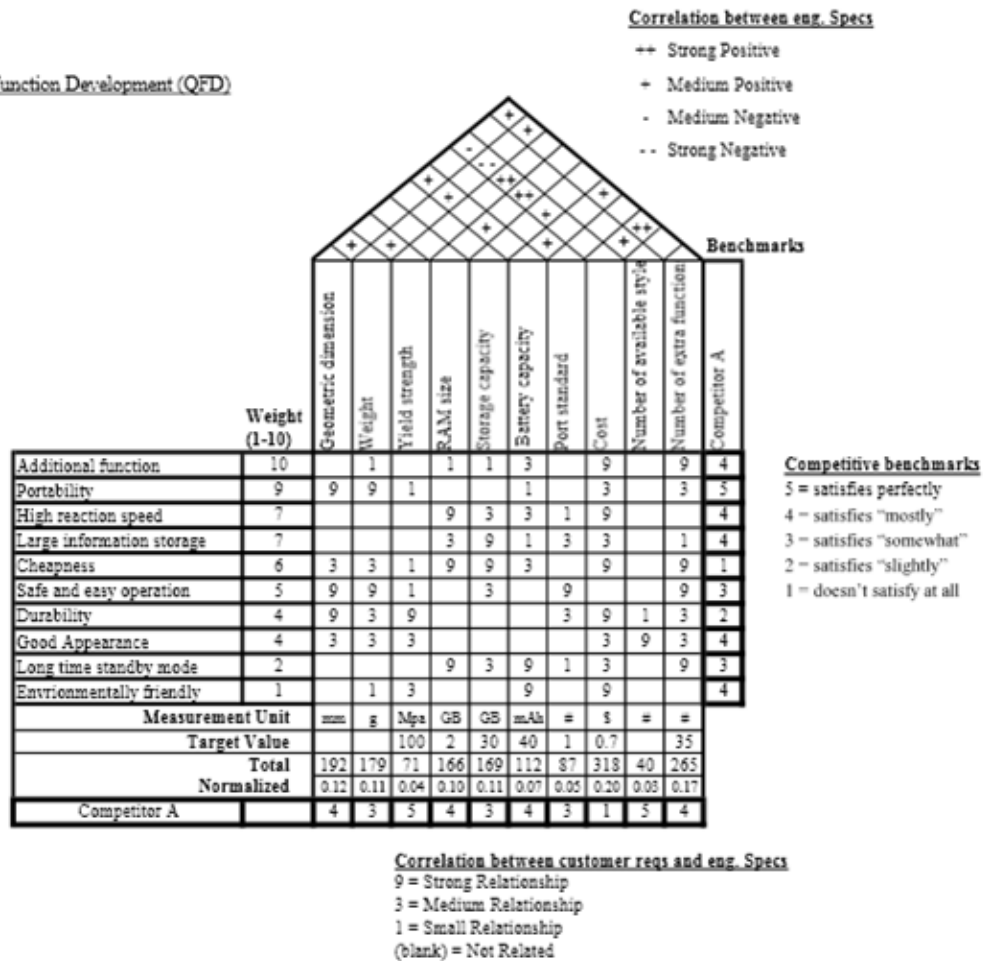 Correlation between eng. Specs
++ Strong Positive
+ Medium Positive
- Medium Negative
- - Strong Negative
Function Development (QFD)
+
+ +
-
- -
+ ++ +
+ ++
+
+ ++
+ + + +
Benchmarks
Weight (1-10)
Geometric dimension
Weight
Yield strength
RAM size
Storage capacity
Battery capacity
Port standard
Cost
Number of available style
Number of extra function
Competitor A
Additional function 10 1 1 1 3 9 9 4
Portability 9 9 9 1 1 3 3 5
High reaction speed 7 9 3 3 1 9 4
Large information storage 7 3 9 1 3 3 1 4
Cheapness 6 3 3 1 9 9 3 9 9 1
Safe and easy operation 5 9 9 1 3 9 9 3
Durability 4 9 3 9 3 9 1 3 2
Good Appearance 4 3 3 3 3 9 3 4
Long time standby mode 2 9 3 9 1 3 9 3
Envrionmentally friendly 1 1 3 9 9 4
Measurement Unit mm g Mpa GB GB mAh # $ # #
Target Value 100 2 30 40 1 0.7 35
Total 192 179 71 166 169 112 87 318 40 265
Normalized 0.12 0.11 0.04 0.10 0.11 0.07 0.05 0.20 0.03 0.17
Competitor A 4 3 5 4 3 4 3 1 5 4
Competitive benchmarks
5 = satisfies perfectly
4 = satisfies “mostly”
3 = satisfies “somewhat”
2 = satisfies “slightly”
1 = doesn’t satisfy at all
Correlation between customer reqs and eng. Specs
9 = Strong Relationship
3 = Medium Relationship
1 = Small Relationship
(blank) = Not Related